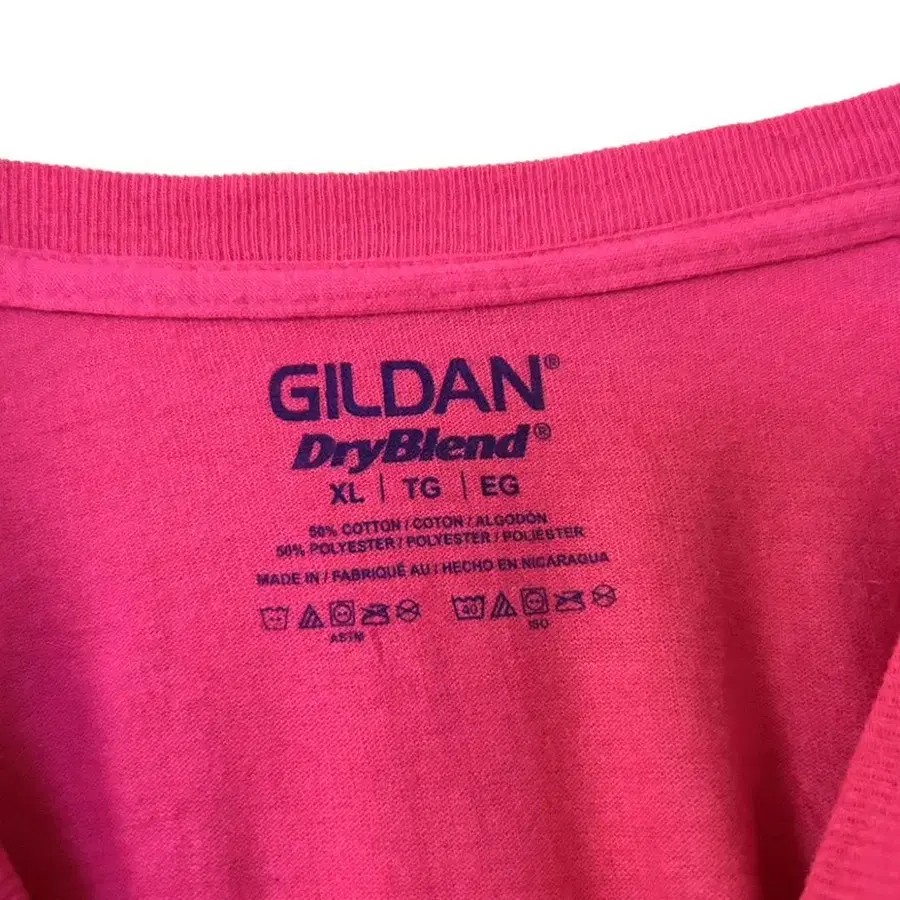 GILDAN®
DryBlend®
XL | TG | EG
50% COTTON / COTON / ALGODÓN
50% POLYESTER / POLYESTER / POLIÉSTER
MADE IN / FABRIQUÉ AU / HECHO EN NICARAGUA
40
ASTM ISO